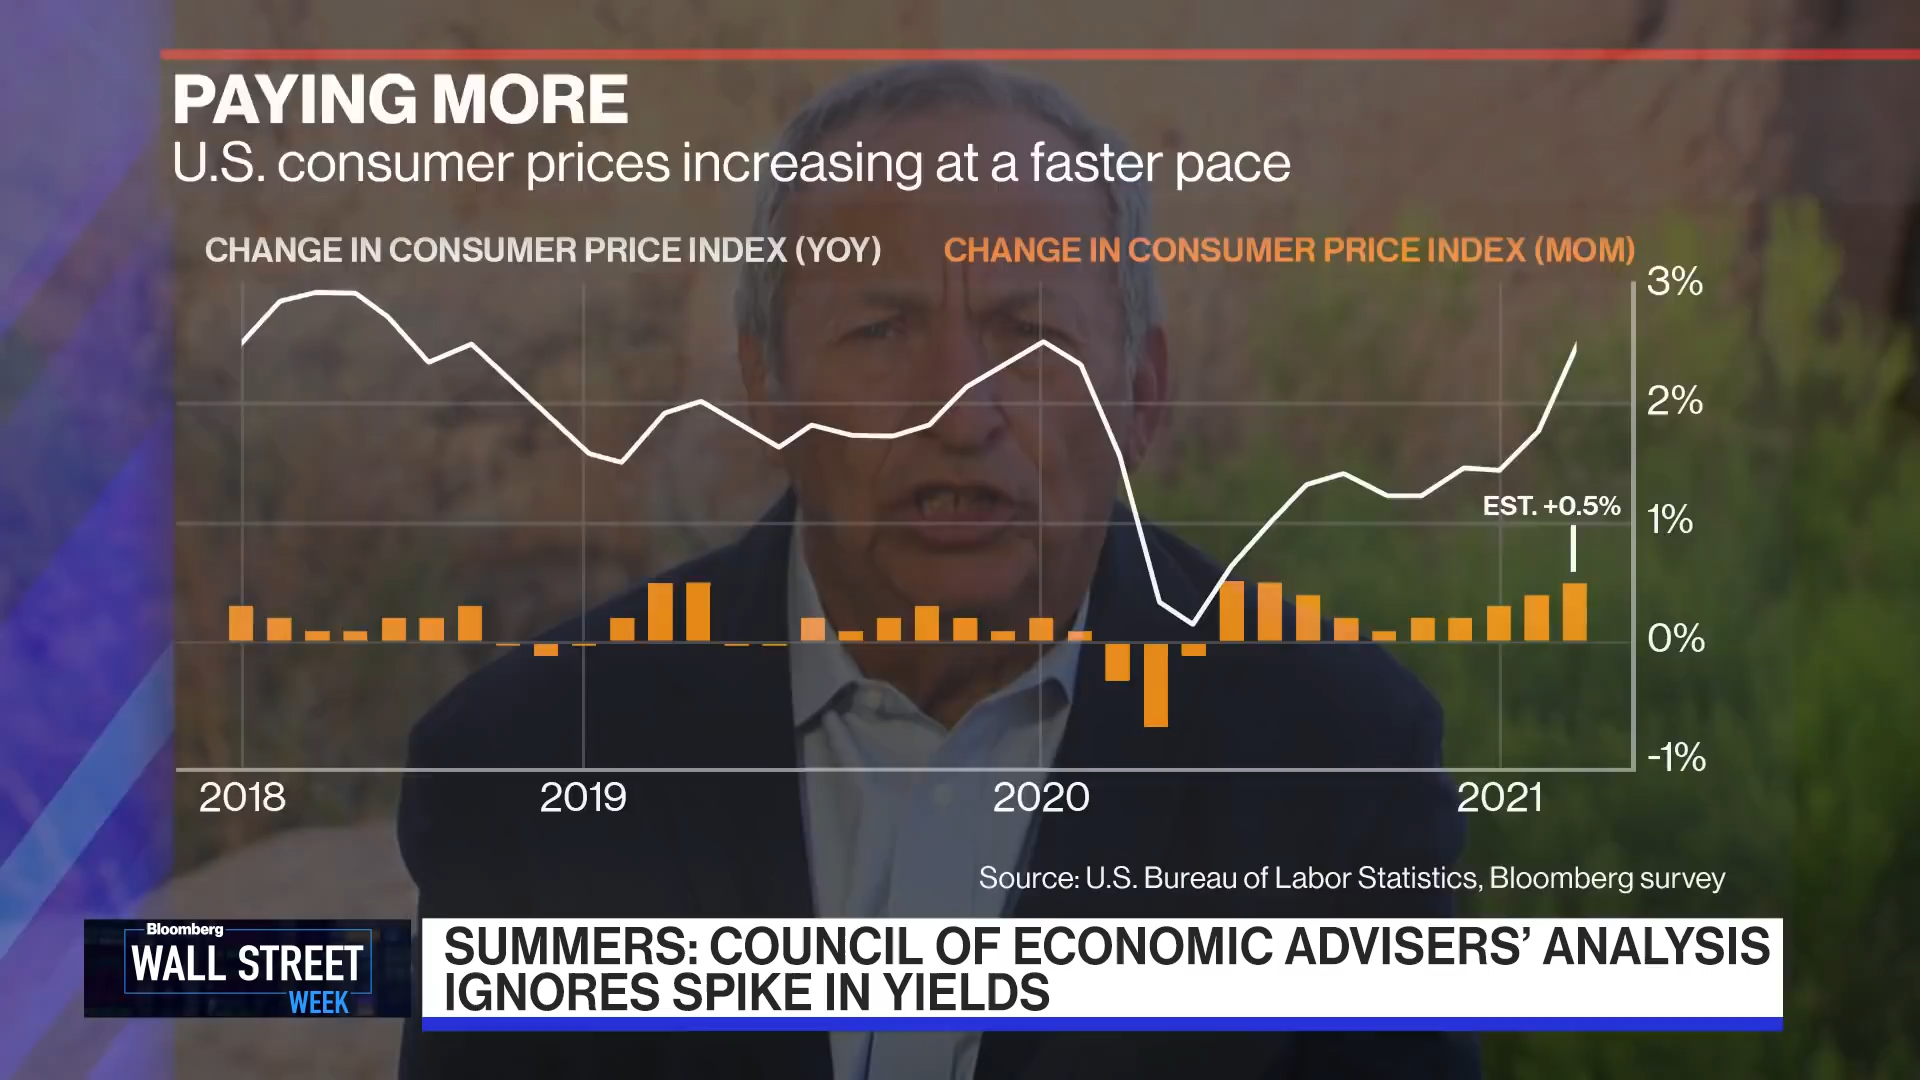 PAYING MORE
U.S. consumer prices increasing at a faster pace
CHANGE IN CONSUMER PRICE INDEX (YOY) CHANGE IN CONSUMER PRICE INDEX (MOM)
3%
2%
EST. +0.5%
1%
0%
-1%
2018 2019 2020 2021
Source: U.S. Bureau of Labor Statistics, Bloomberg survey
Bloomberg
WALL STREET
WEEK
SUMMERS: COUNCIL OF ECONOMIC ADVISERS' ANALYSIS
IGNORES SPIKE IN YIELDS